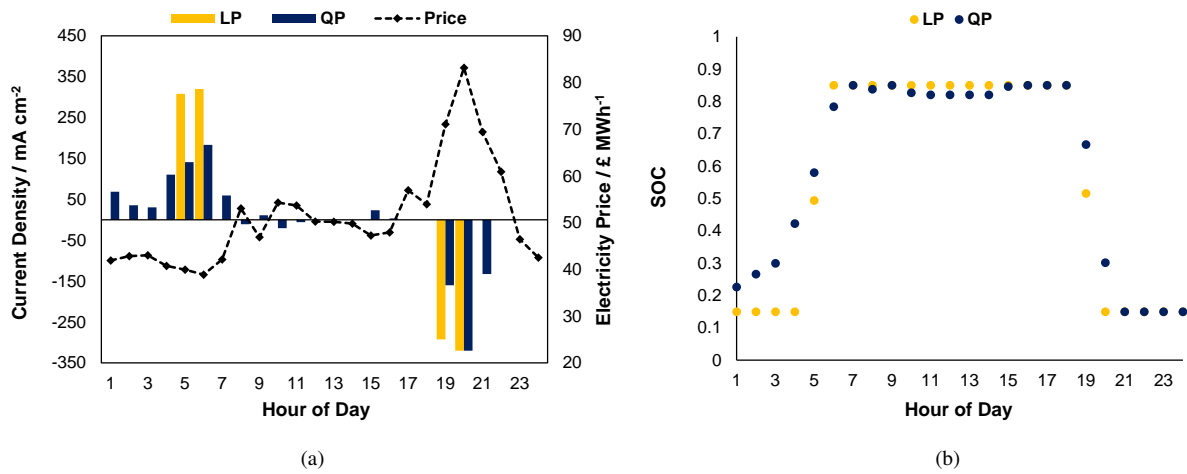 LP QP Price
450
350
250
150
50
-50
-150
-250
-350
Current Density / mA cm⁻²
90
80
70
60
50
40
30
20
Electricity Price / £ MWh⁻¹
1 3 5 7 9 11 13 15 17 19 21 23
Hour of Day
(a)
LP QP
1
0.9
0.8
0.7
0.6
0.5
0.4
0.3
0.2
0.1
0
SOC
1 3 5 7 9 11 13 15 17 19 21 23
Hour of Day
(b)